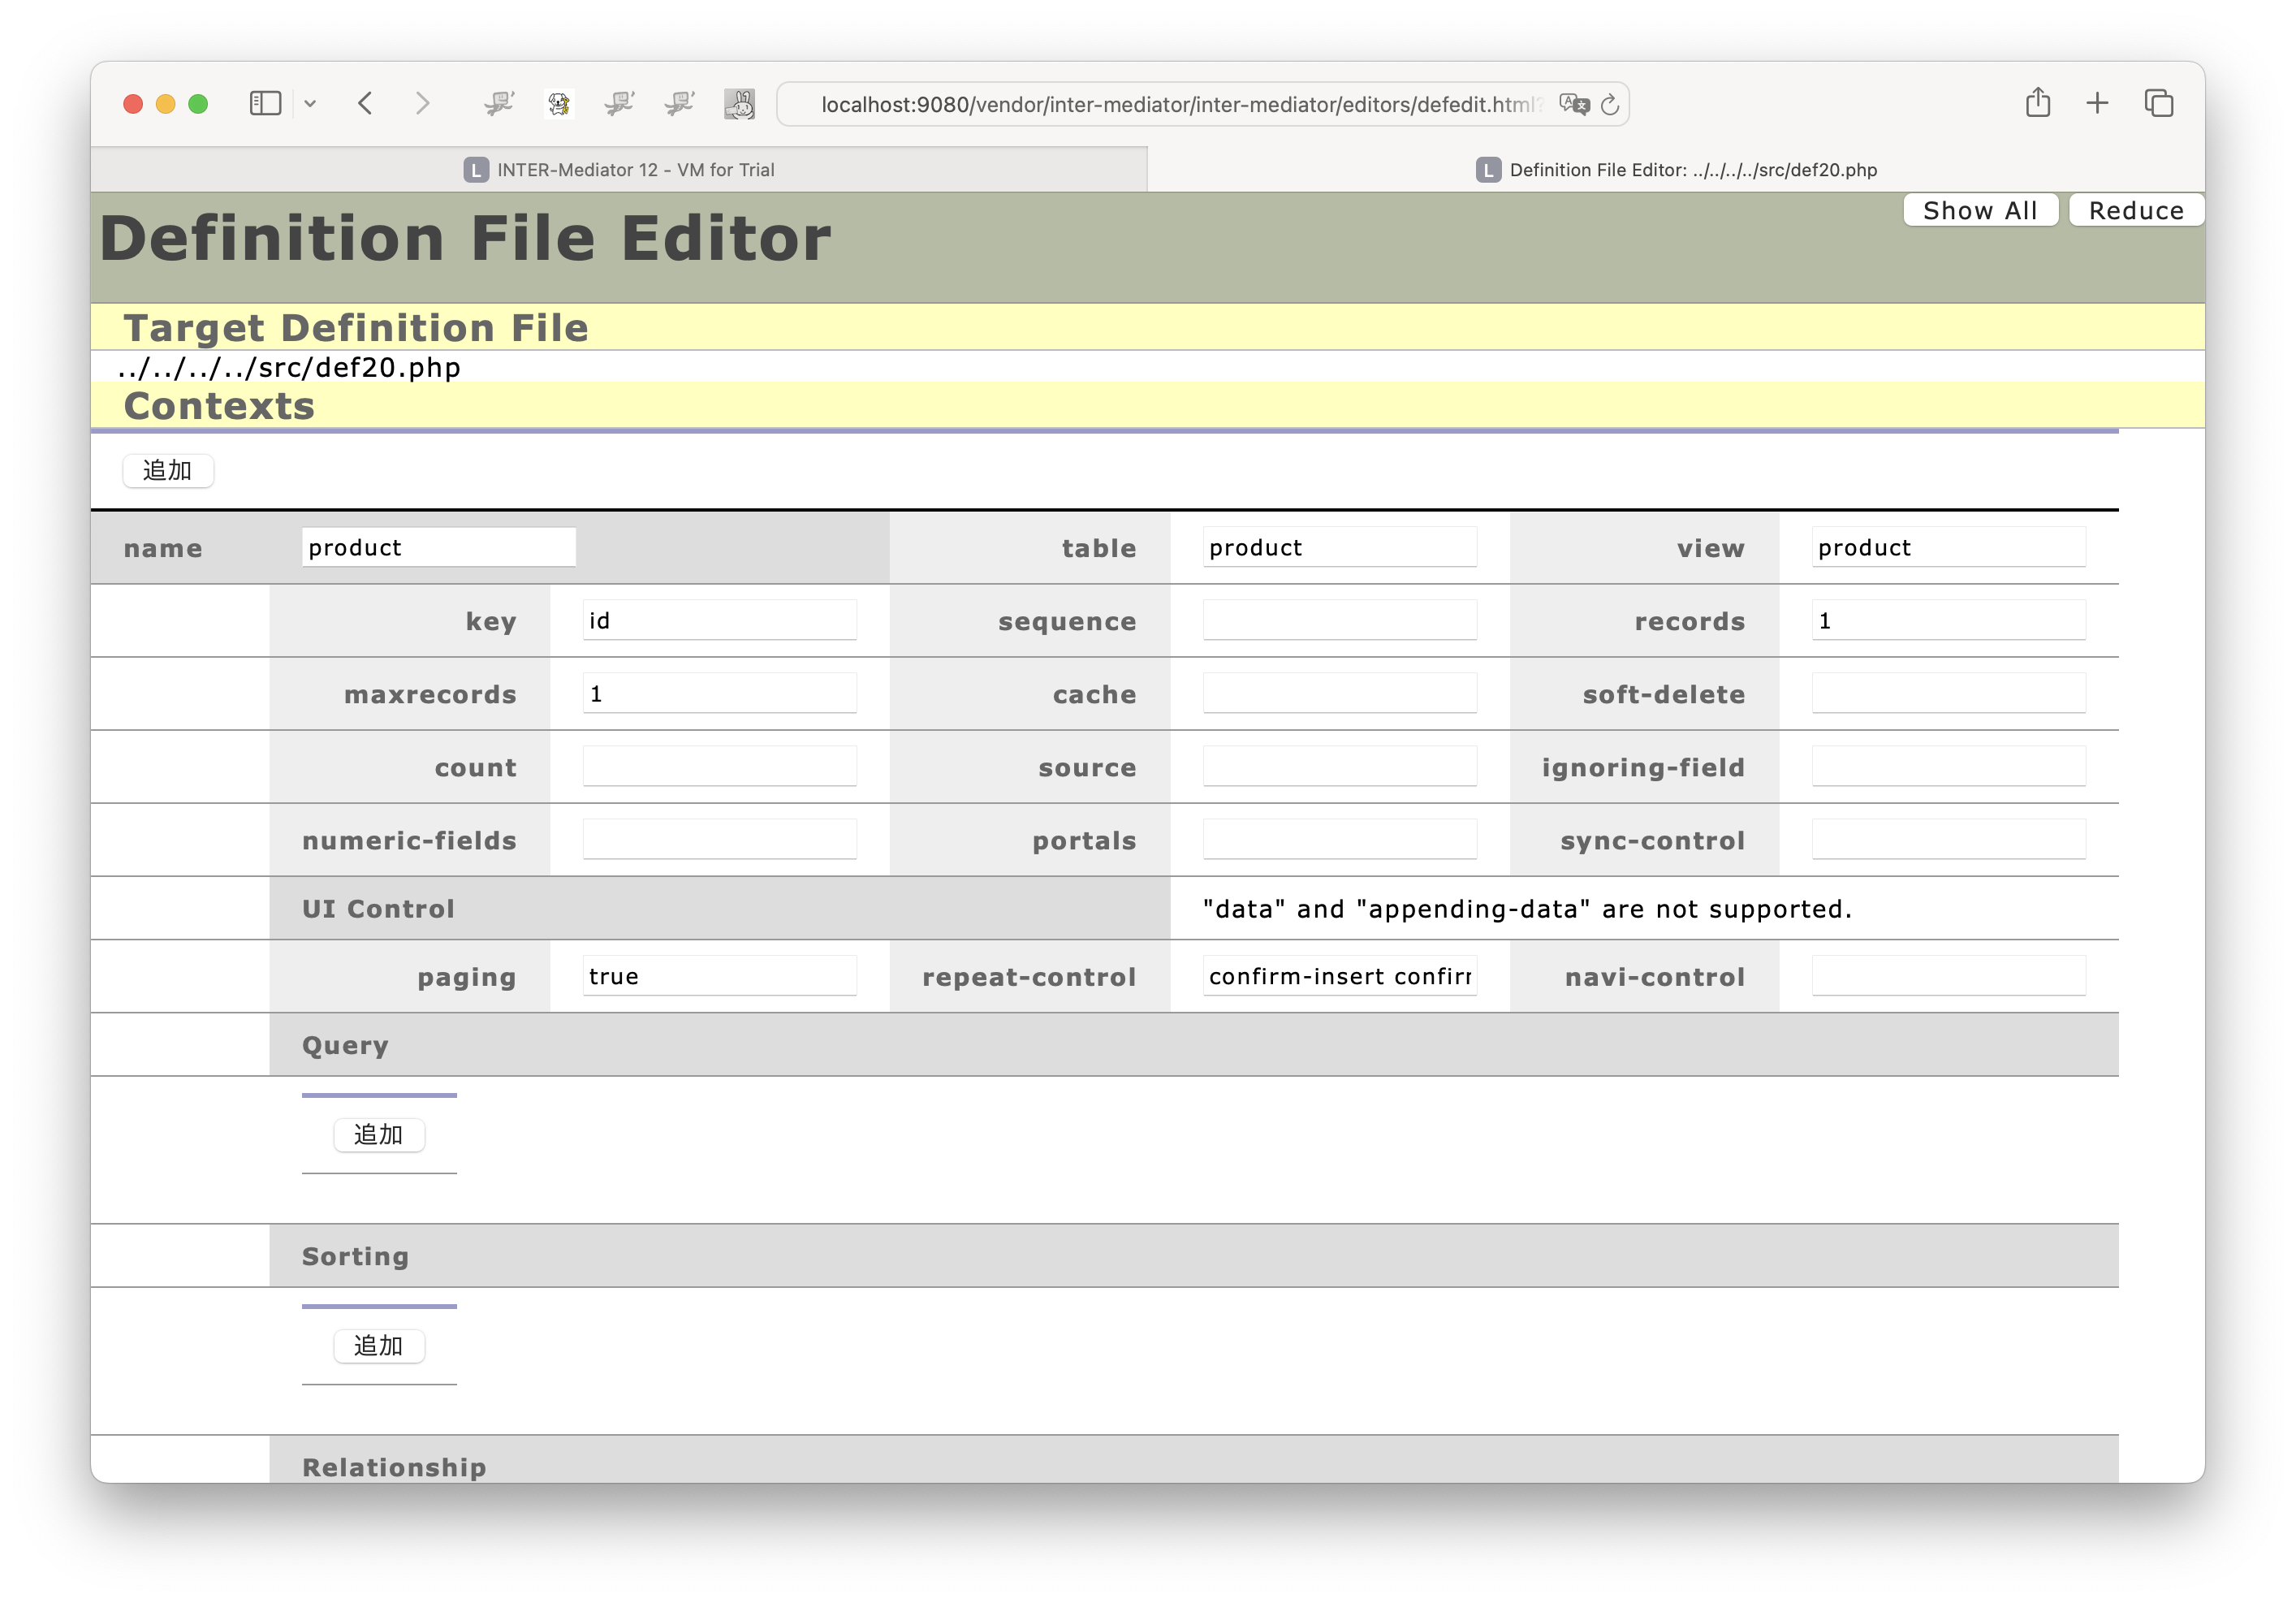 localhost:9080/vendor/inter-mediator/inter-mediator/editors/defedit.html?
L INTER-Mediator 12 - VM for Trial
L Definition File Editor: ../../../../src/def20.php
Show All Reduce
Definition File Editor
Target Definition File
../../../../src/def20.php
Contexts
追加
name product table product view product
key id sequence records 1
maxrecords 1 cache soft-delete
count source ignoring-field
numeric-fields portals sync-control
UI Control "data" and "appending-data" are not supported.
paging true repeat-control confirm-insert navi-control
Query
追加
Sorting
追加
Relationship